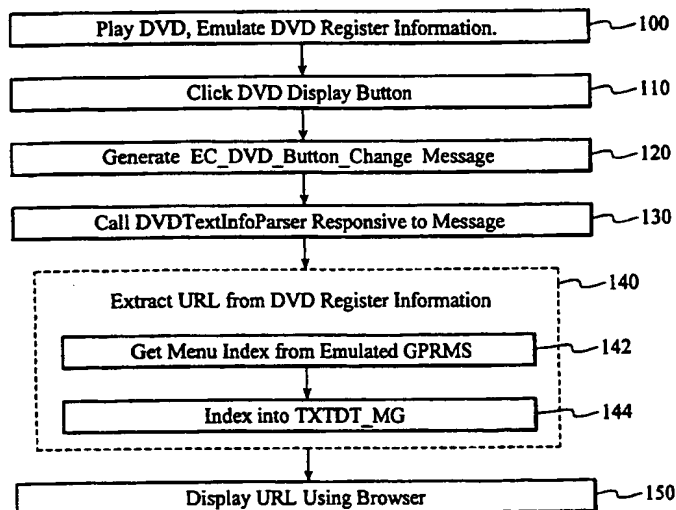 Play DVD, Emulate DVD Register Information. 100
Click DVD Display Button 110
Generate EC_DVD_Button_Change Message 120
Call DVDTextInfoParser Responsive to Message 130
140
Extract URL from DVD Register Information
Get Menu Index from Emulated GPRMS 142
Index into TXTDT_MG 144
Display URL Using Browser 150